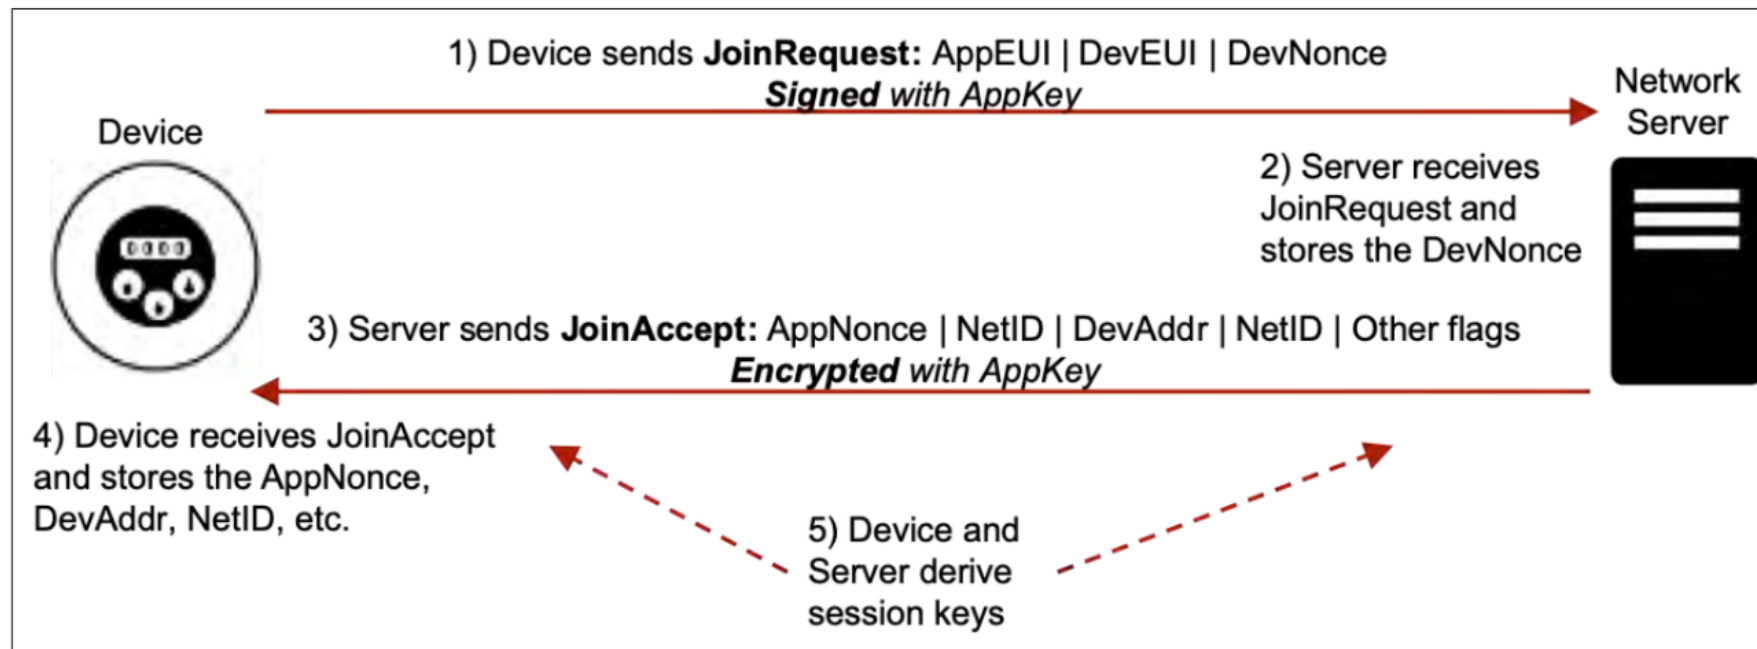 1) Device sends JoinRequest: AppEUI | DevEUI | DevNonce
Signed with AppKey
Network
Server
Device
2) Server receives
JoinRequest and
stores the DevNonce
0000
3) Server sends JoinAccept: AppNonce | NetID | DevAddr | NetID | Other flags
Encrypted with AppKey
4) Device receives JoinAccept
and stores the AppNonce,
DevAddr, NetID, etc.
5) Device and
Server derive
session keys